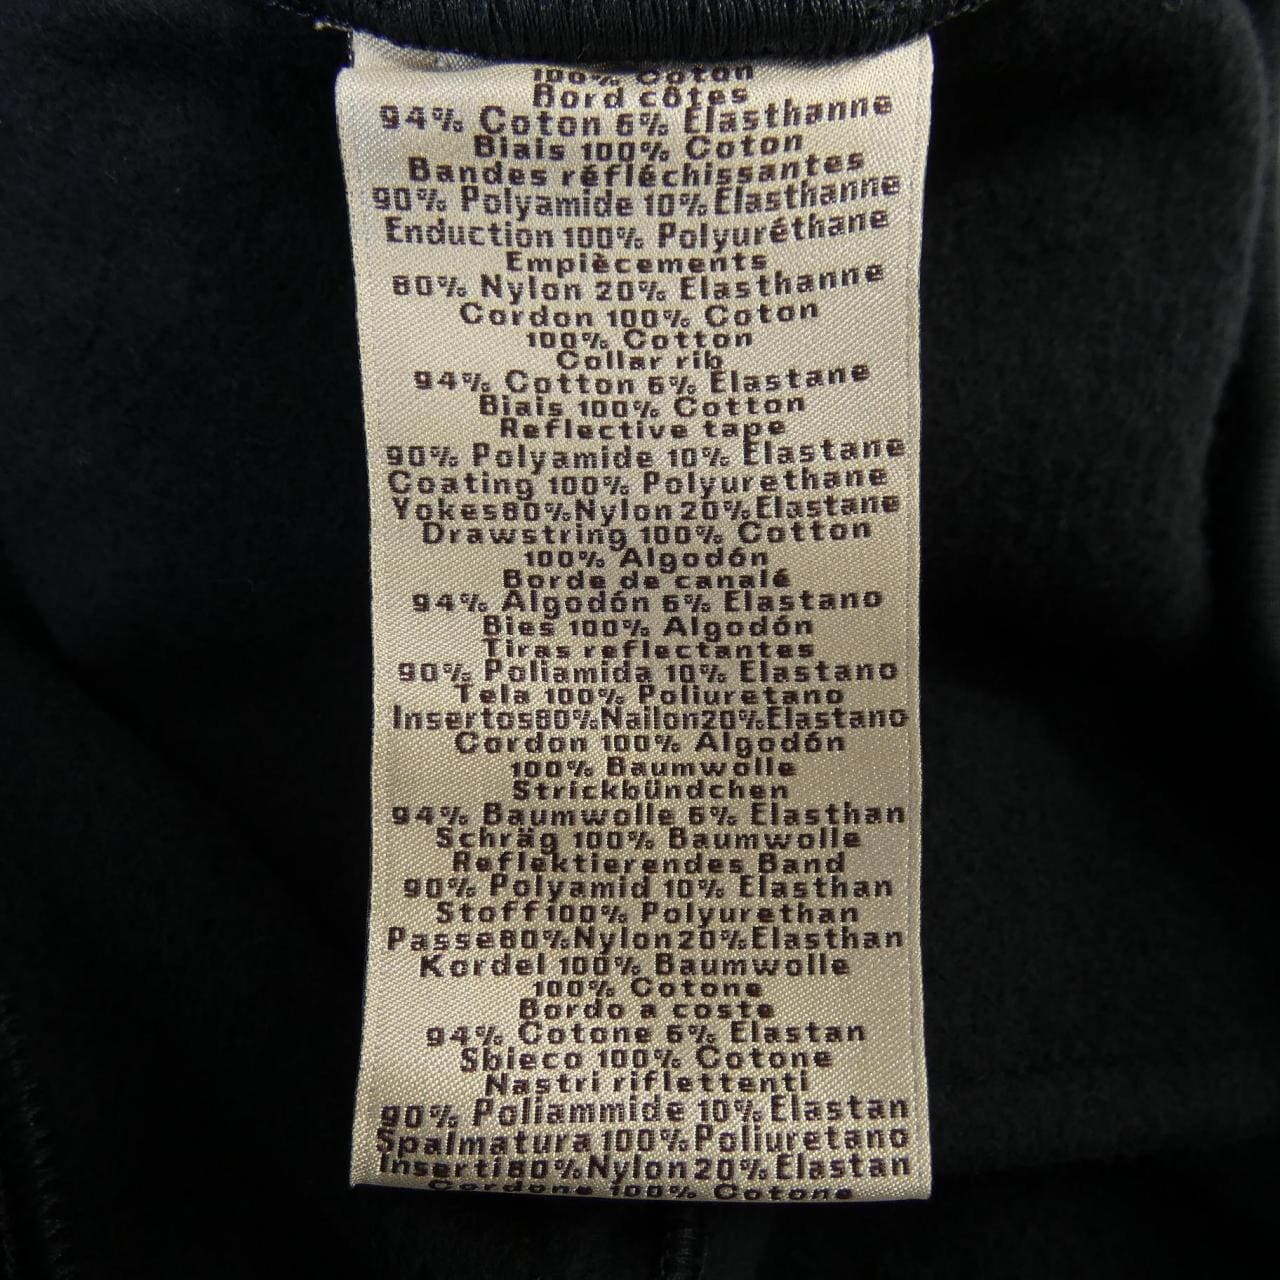 100% Coton
Bord côtes
94% Coton 6% Elasthanne
Biais 100% Coton
Bandes réfléchissantes
90% Polyamide 10% Elasthanne
Enduction 100% Polyuréthane
Empiècements
80% Nylon 20% Elasthanne
Cordon 100% Coton
100% Cotton
Collar rib
94% Cotton 6% Elastane
Biais 100% Cotton
Reflective tape
90% Polyamide 10% Elastane
Coating 100% Polyurethane
Yokes80%Nylon20%Elastane
Drawstring 100% Cotton
100% Algodón
Borde de canalé
94% Algodón 6% Elastano
Bies 100% Algodón
Tiras reflectantes
90% Poliamida 10% Elastano
Tela 100% Poliuretano
Insertos80%Nailon20%Elastano
Cordon 100% Algodón
100% Baumwolle
Strickbündchen
94% Baumwolle 6% Elasthan
Schräg 100% Baumwolle
Reflektierendes Band
90% Polyamid 10% Elasthan
Stoff100% Polyurethan
Passe80%Nylon20%Elasthan
Kordel 100% Baumwolle
100% Cotone
Bordo a coste
94% Cotone 6% Elastan
Sbieco 100% Cotone
Nastri riflettenti
90% Poliammide 10% Elastan
Spalmatura 100% Poliuretano
Inserti80%Nylon20%Elastan
Cordone 100% Cotone